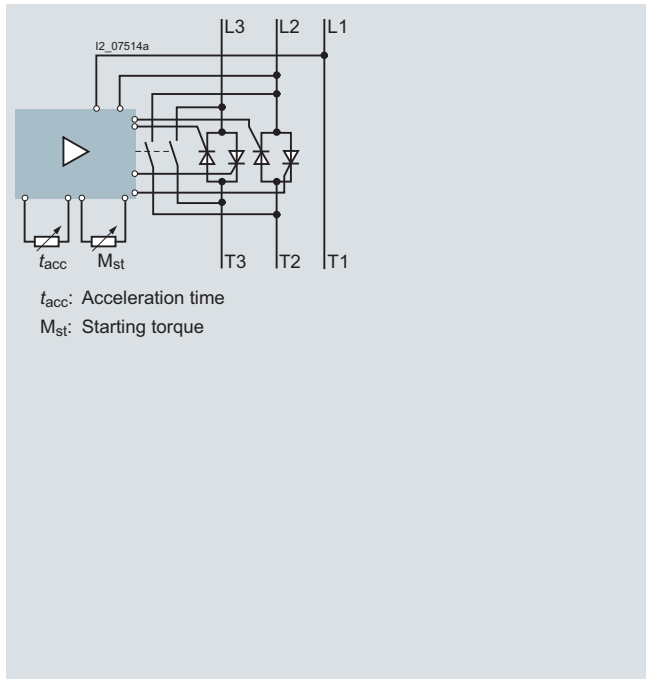 L3 L2 L1
I2_07514a
tacc Mst
T3 T2 T1
tacc: Acceleration time
Mst: Starting torque